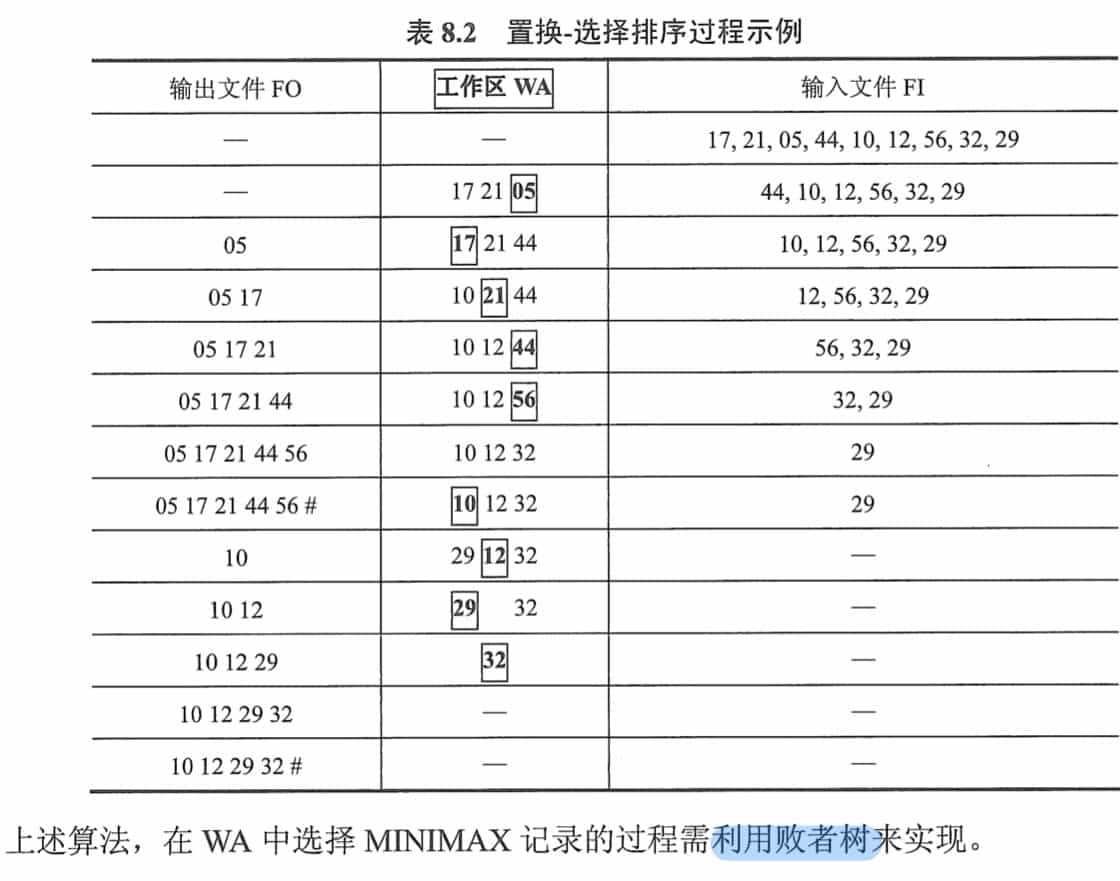 表 8.2 置换-选择排序过程示例
输出文件 FO 工作区 WA 输入文件 FI
— — 17, 21, 05, 44, 10, 12, 56, 32, 29
— 17 21 05 44, 10, 12, 56, 32, 29
05 17 21 44 10, 12, 56, 32, 29
05 17 10 21 44 12, 56, 32, 29
05 17 21 10 12 44 56, 32, 29
05 17 21 44 10 12 56 32, 29
05 17 21 44 56 10 12 32 29
05 17 21 44 56 # 10 12 32 29
10 29 12 32 —
10 12 29 32 —
10 12 29 32 —
10 12 29 32 — —
10 12 29 32 # — —
上述算法，在 WA 中选择 MINIMAX 记录的过程需利用败者树来实现。